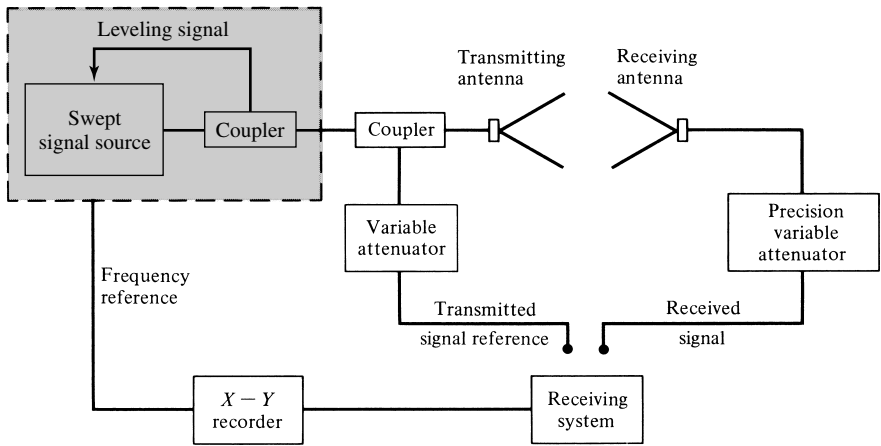 Leveling signal
Swept
signal source
Coupler
Coupler
Transmitting
antenna
Receiving
antenna
Variable
attenuator
Precision
variable
attenuator
Frequency
reference
Transmitted
signal reference
Received
signal
X – Y
recorder
Receiving
system